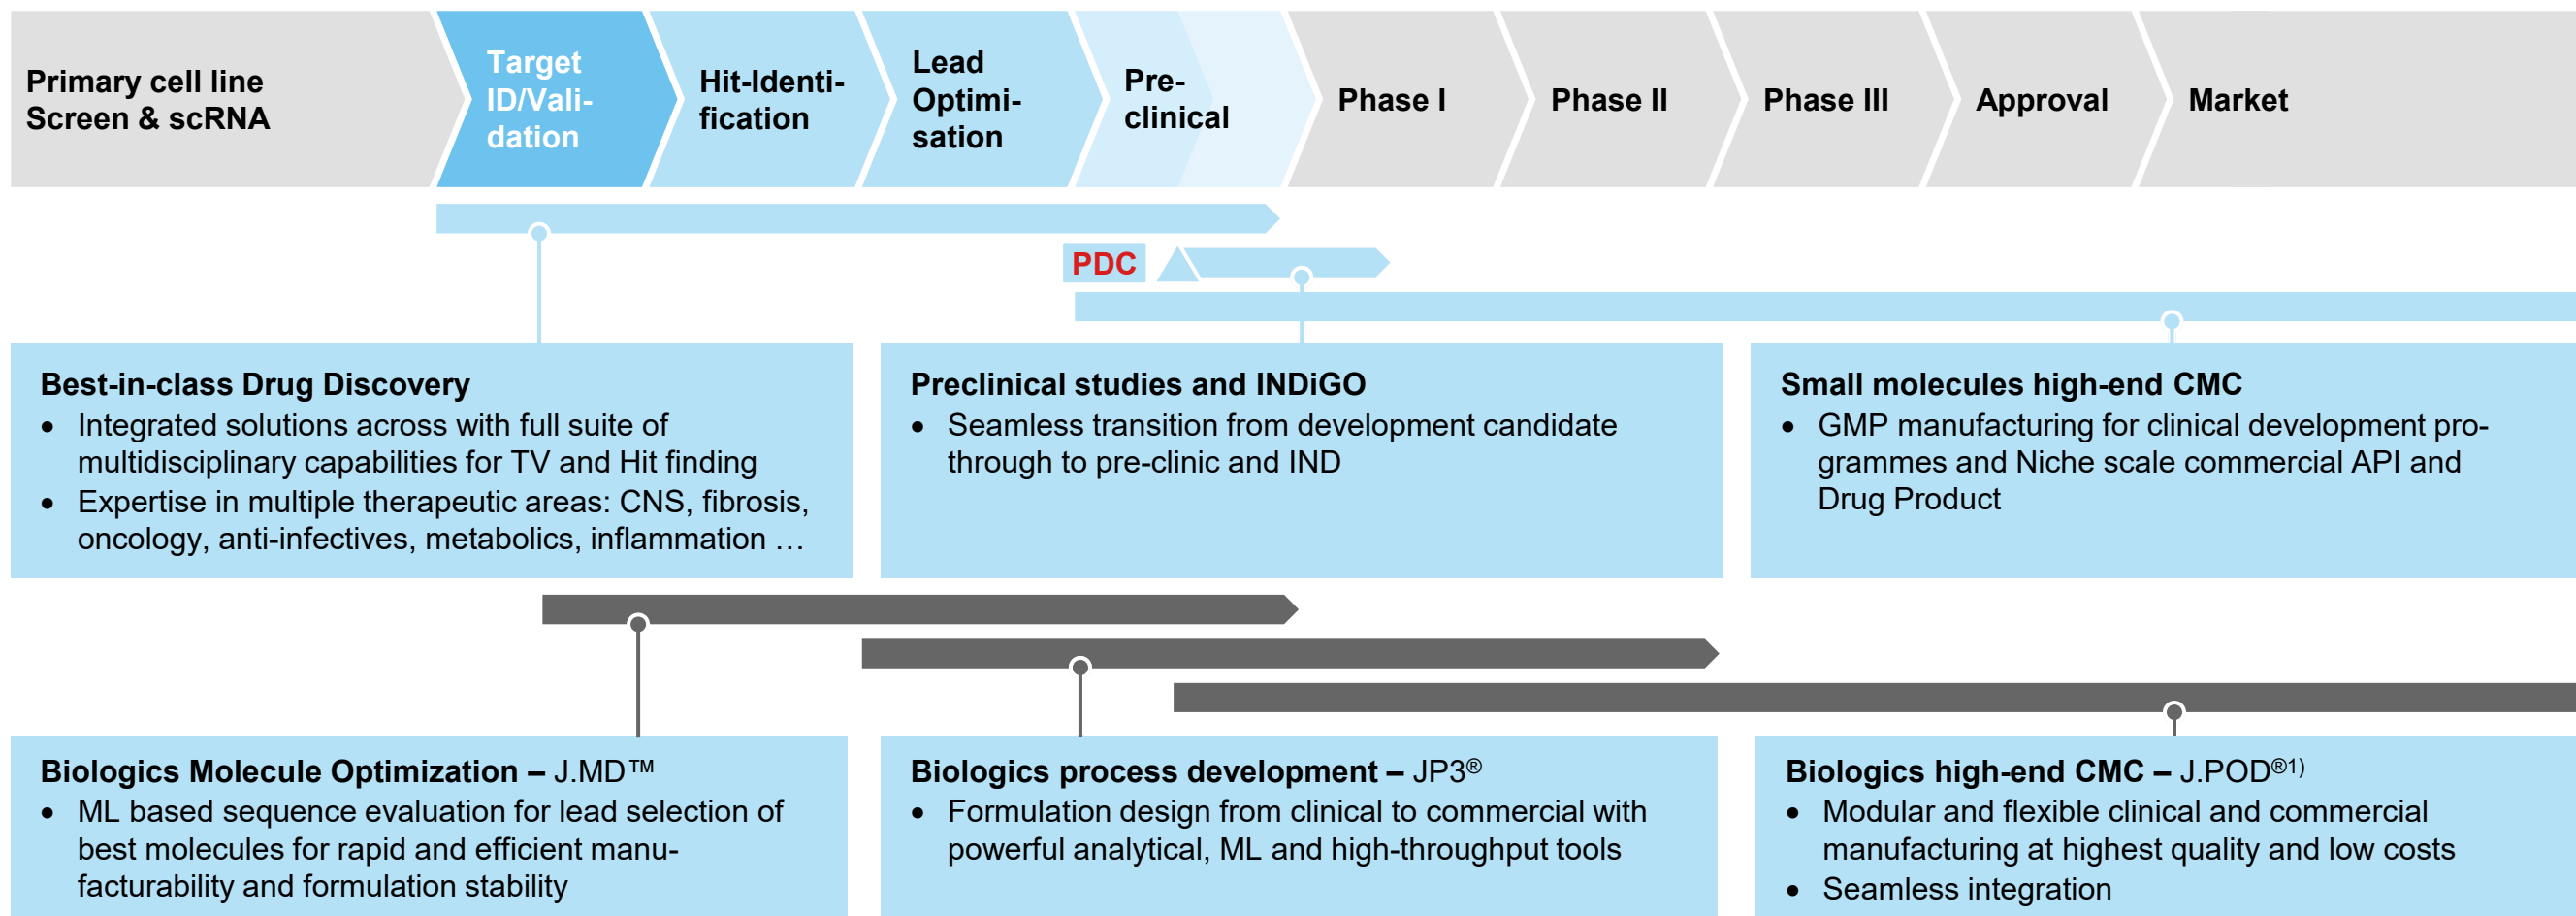 Primary cell line
Screen & scRNA
Target
ID/Vali-
dation
Hit-Identi-
fication
Lead
Optimi-
sation
Pre-
clinical
Phase I
Phase II
Phase III
Approval
Market
PDC
Best-in-class Drug Discovery
• Integrated solutions across with full suite of
multidisciplinary capabilities for TV and Hit finding
• Expertise in multiple therapeutic areas: CNS, fibrosis,
oncology, anti-infectives, metabolics, inflammation …
Preclinical studies and INDiGO
• Seamless transition from development candidate
through to pre-clinic and IND
Small molecules high-end CMC
• GMP manufacturing for clinical development pro-
grammes and Niche scale commercial API and
Drug Product
Biologics Molecule Optimization – J.MD™
• ML based sequence evaluation for lead selection of
best molecules for rapid and efficient manu-
facturability and formulation stability
Biologics process development – JP3®
• Formulation design from clinical to commercial with
powerful analytical, ML and high-throughput tools
Biologics high-end CMC – J.POD®1)
• Modular and flexible clinical and commercial
manufacturing at highest quality and low costs
• Seamless integration